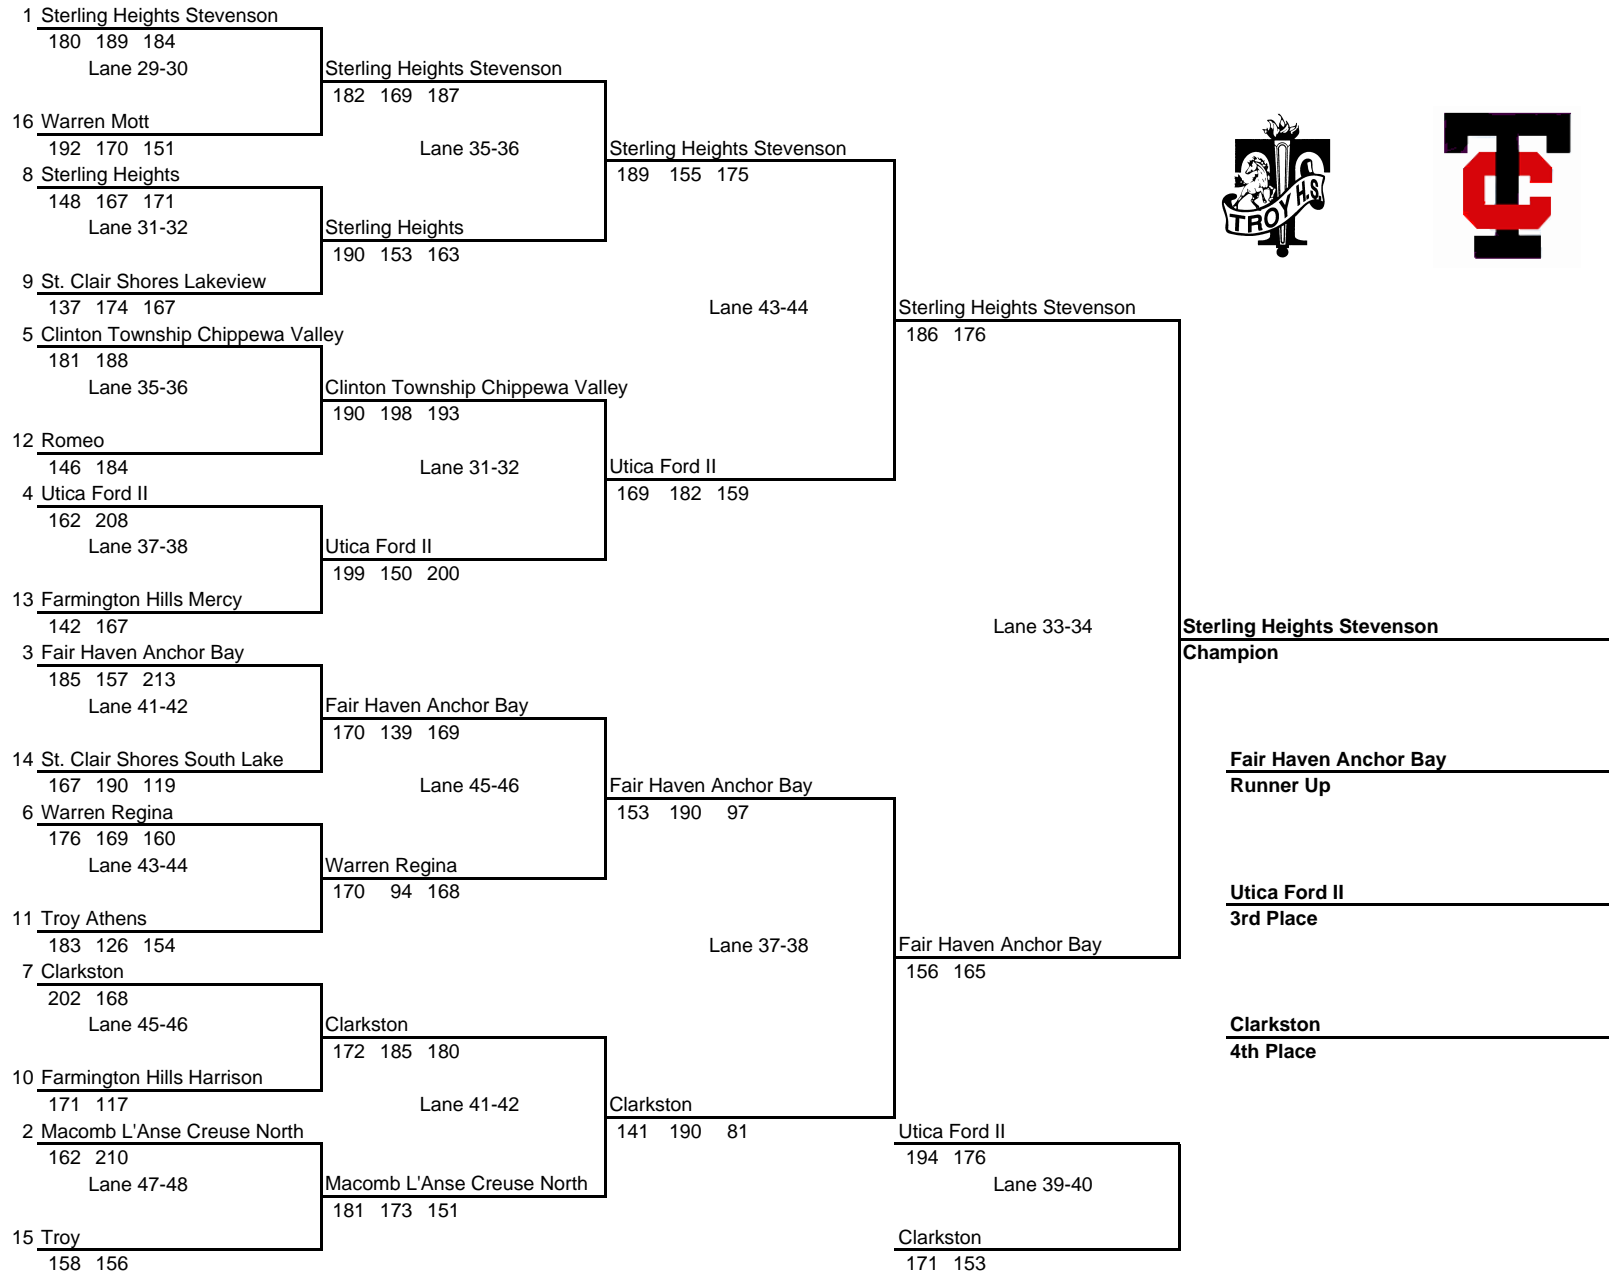 1 Sterling Heights Stevenson
180 189 184
Lane 29-30
Sterling Heights Stevenson
182 169 187
16 Warren Mott
192 170 151
Lane 35-36
Sterling Heights Stevenson
8 Sterling Heights
189 155 175
148 167 171
Lane 31-32
Sterling Heights
190 153 163
TROY H.S.
TC
9 St. Clair Shores Lakeview
137 174 167
Lane 43-44
Sterling Heights Stevenson
5 Clinton Township Chippewa Valley
186 176
181 188
Lane 35-36
Clinton Township Chippewa Valley
190 198 193
12 Romeo
146 184
Lane 31-32
Utica Ford II
4 Utica Ford II
169 182 159
162 208
Lane 37-38
Utica Ford II
199 150 200
13 Farmington Hills Mercy
142 167
Lane 33-34
Sterling Heights Stevenson
3 Fair Haven Anchor Bay
Champion
185 157 213
Lane 41-42
Fair Haven Anchor Bay
170 139 169
14 St. Clair Shores South Lake
Fair Haven Anchor Bay
167 190 119
Lane 45-46
Fair Haven Anchor Bay
Runner Up
6 Warren Regina
153 190 97
176 169 160
Lane 43-44
Warren Regina
170 94 168
Utica Ford II
11 Troy Athens
3rd Place
183 126 154
Lane 37-38
Fair Haven Anchor Bay
7 Clarkston
156 165
202 168
Lane 45-46
Clarkston
Clarkston
172 185 180
4th Place
10 Farmington Hills Harrison
171 117
Lane 41-42
Clarkston
2 Macomb L'Anse Creuse North
141 190 81
Utica Ford II
162 210
194 176
Lane 47-48
Macomb L'Anse Creuse North
Lane 39-40
181 173 151
15 Troy
Clarkston
158 156
171 153